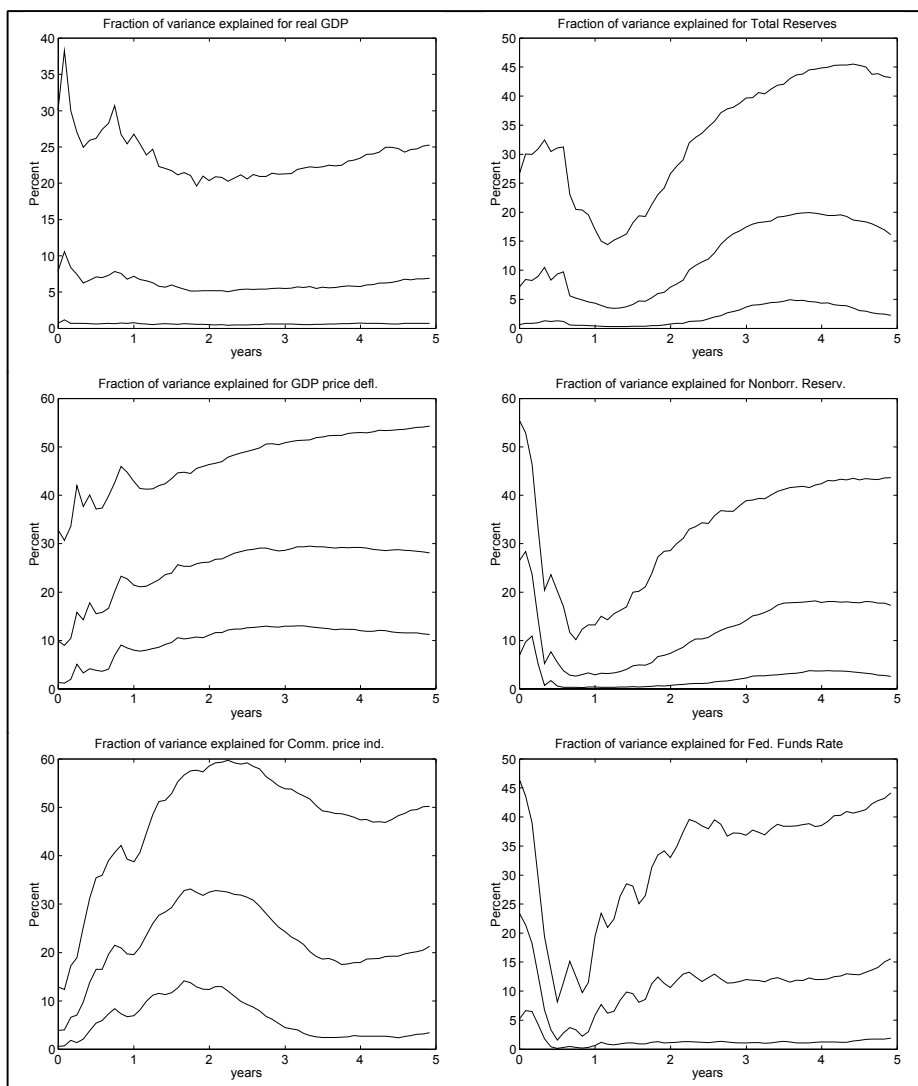 Fraction of variance explained for real GDP
40
35
30
25
20
15
10
5
0
Percent
0 1 2 3 4 5
years
Fraction of variance explained for Total Reserves
50
45
40
35
30
25
20
15
10
5
0
Percent
0 1 2 3 4 5
years
Fraction of variance explained for GDP price defl.
60
50
40
30
20
10
0
Percent
0 1 2 3 4 5
years
Fraction of variance explained for Nonborr. Reserv.
60
50
40
30
20
10
0
Percent
0 1 2 3 4 5
years
Fraction of variance explained for Comm. price ind.
60
50
40
30
20
10
0
Percent
0 1 2 3 4 5
years
Fraction of variance explained for Fed. Funds Rate
50
45
40
35
30
25
20
15
10
5
0
Percent
0 1 2 3 4 5
years